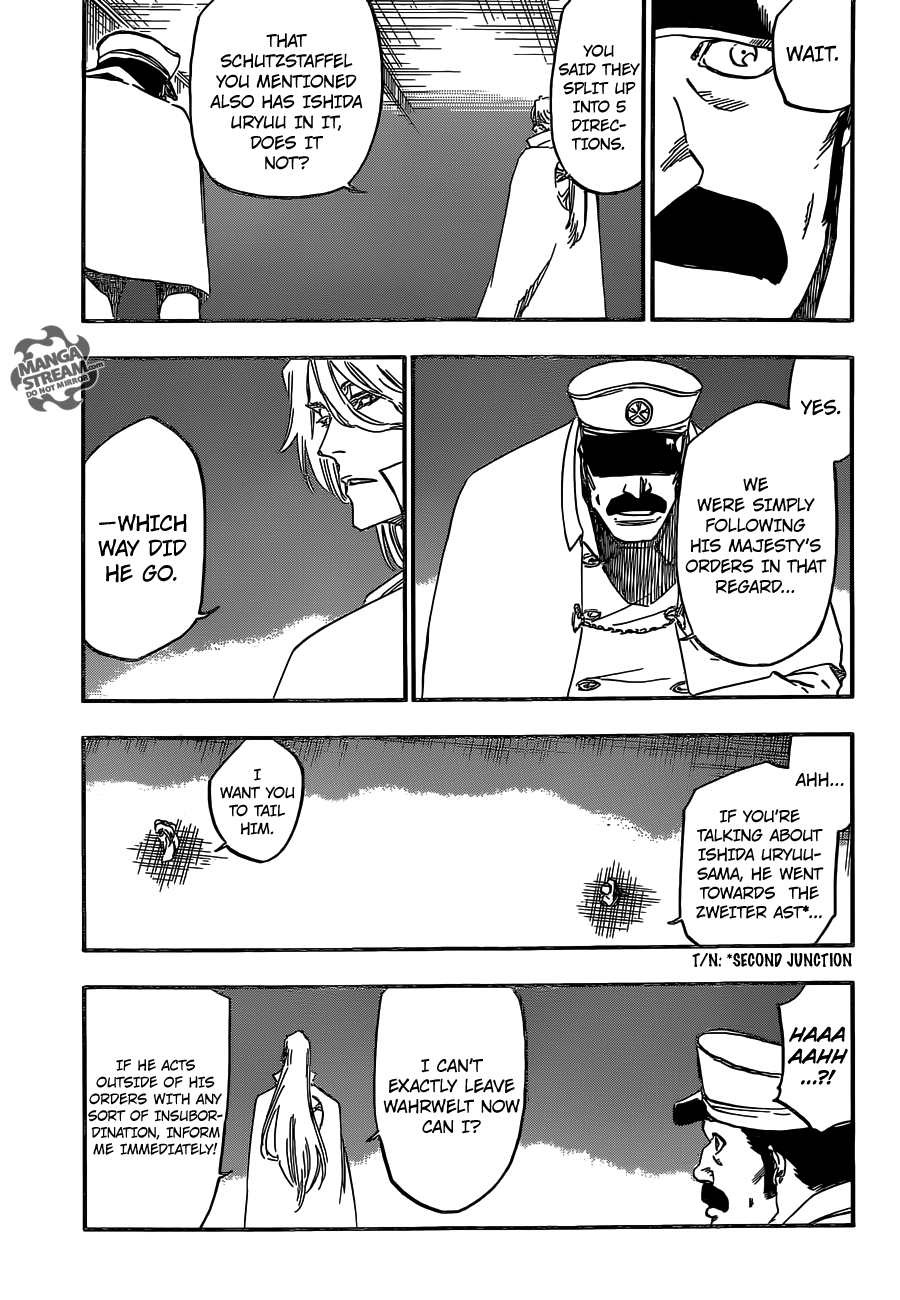 WAIT.
YOU
SAID THEY
SPLIT UP
INTO 5
DIREC-
TIONS.
THAT
SCHUTZSTAFFEL
YOU MENTIONED
ALSO HAS ISHIDA
URYUU IN IT,
DOES IT
NOT?
YES.
WE
WERE SIMPLY
FOLLOWING
HIS MAJESTY'S
ORDERS IN THAT
REGARD...
—WHICH
WAY DID
HE GO.
MANGA
STREAM.com
DO NOT MIRROR
AHH...
IF YOU'RE
TALKING ABOUT
ISHIDA URYUU-
SAMA, HE WENT
TOWARDS THE
ZWEITER AST*...
I
WANT YOU
TO TAIL
HIM.
T/N: *SECOND JUNCTION
HAAA
AAHH
...?!
I CAN'T
EXACTLY LEAVE
WAHRWELT NOW
CAN I?
IF HE ACTS
OUTSIDE OF HIS
ORDERS WITH ANY
SORT OF INSUBOR-
DINATION, INFORM
ME IMMEDIATELY!